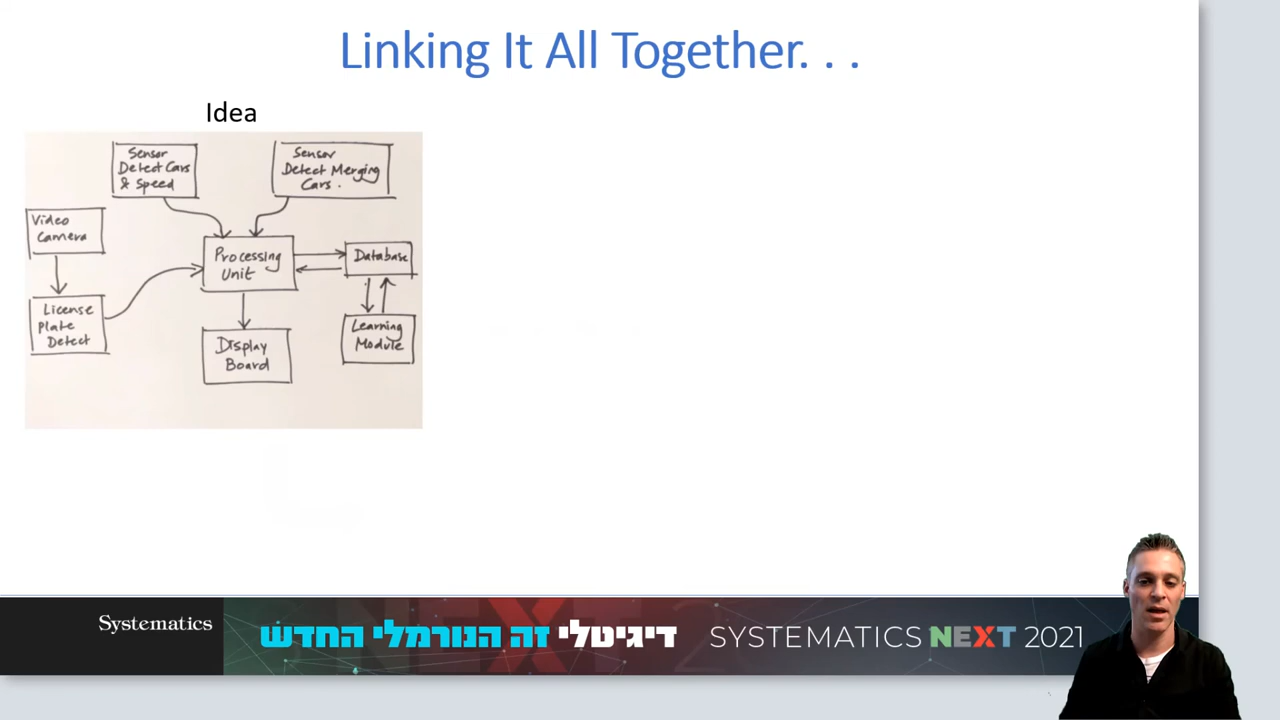 Linking It All Together. . .
Idea
Sensor
Detect Cars
& Speed
Sensor
Detect Merging
Cars.
Video
Camera
Processing
Unit
Database
License
Plate
Detect
Display
Board
Learning
Module
Systematics
דיגיטלי זה הנורמלי החדש
SYSTEMATICS NEXT 2021